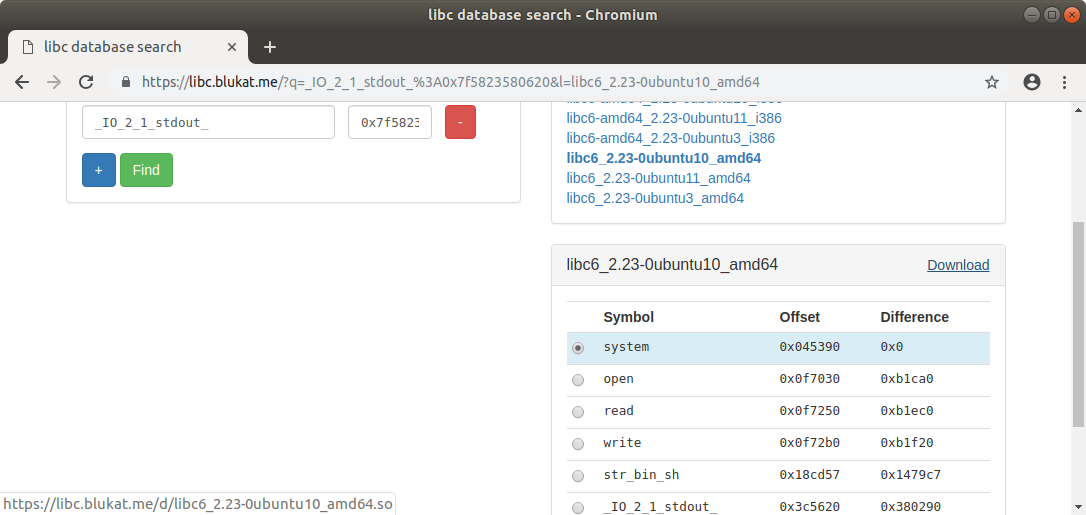 libc database search - Chromium
libc database search
https://libc.blukat.me/?q=_IO_2_1_stdout_%3A0x7f5823580620&l=libc6_2.23-0ubuntu10_amd64
_IO_2_1_stdout_ 0x7f5823 -
+ Find
libc6-amd64_2.23-0ubuntu11_i386
libc6-amd64_2.23-0ubuntu3_i386
libc6_2.23-0ubuntu10_amd64
libc6_2.23-0ubuntu11_amd64
libc6_2.23-0ubuntu3_amd64
libc6_2.23-0ubuntu10_amd64 Download
Symbol Offset Difference
system 0x045390 0x0
open 0x0f7030 0xb1ca0
read 0x0f7250 0xb1ec0
write 0x0f72b0 0xb1f20
str_bin_sh 0x18cd57 0x1479c7
_IO_2_1_stdout_ 0x3c5620 0x380290
https://libc.blukat.me/d/libc6_2.23-0ubuntu10_amd64.so